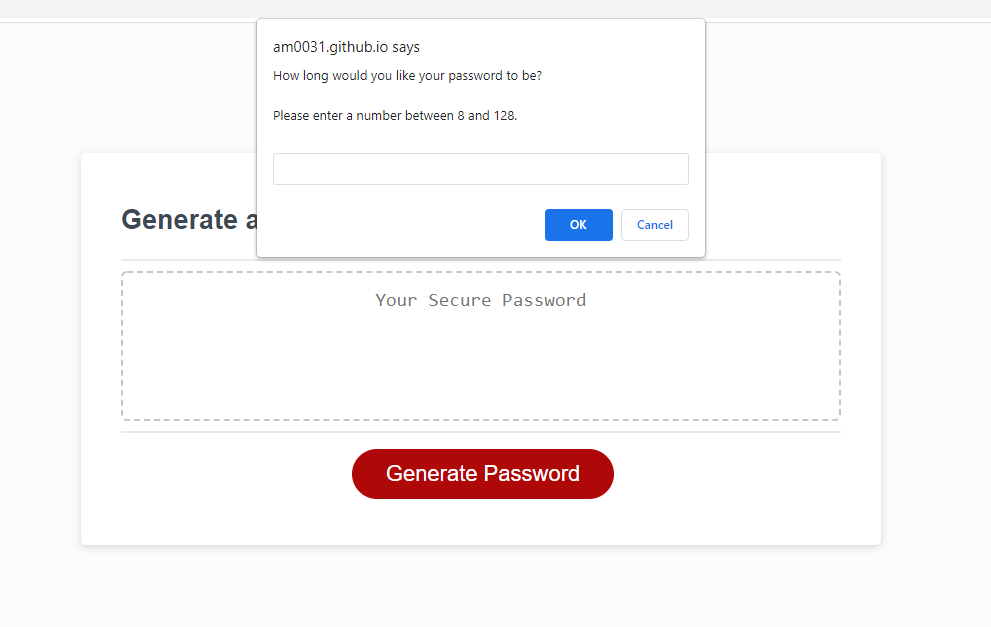 am0031.github.io says
How long would you like your password to be?
Please enter a number between 8 and 128.
OK
Cancel
Generate a
Your Secure Password
Generate Password